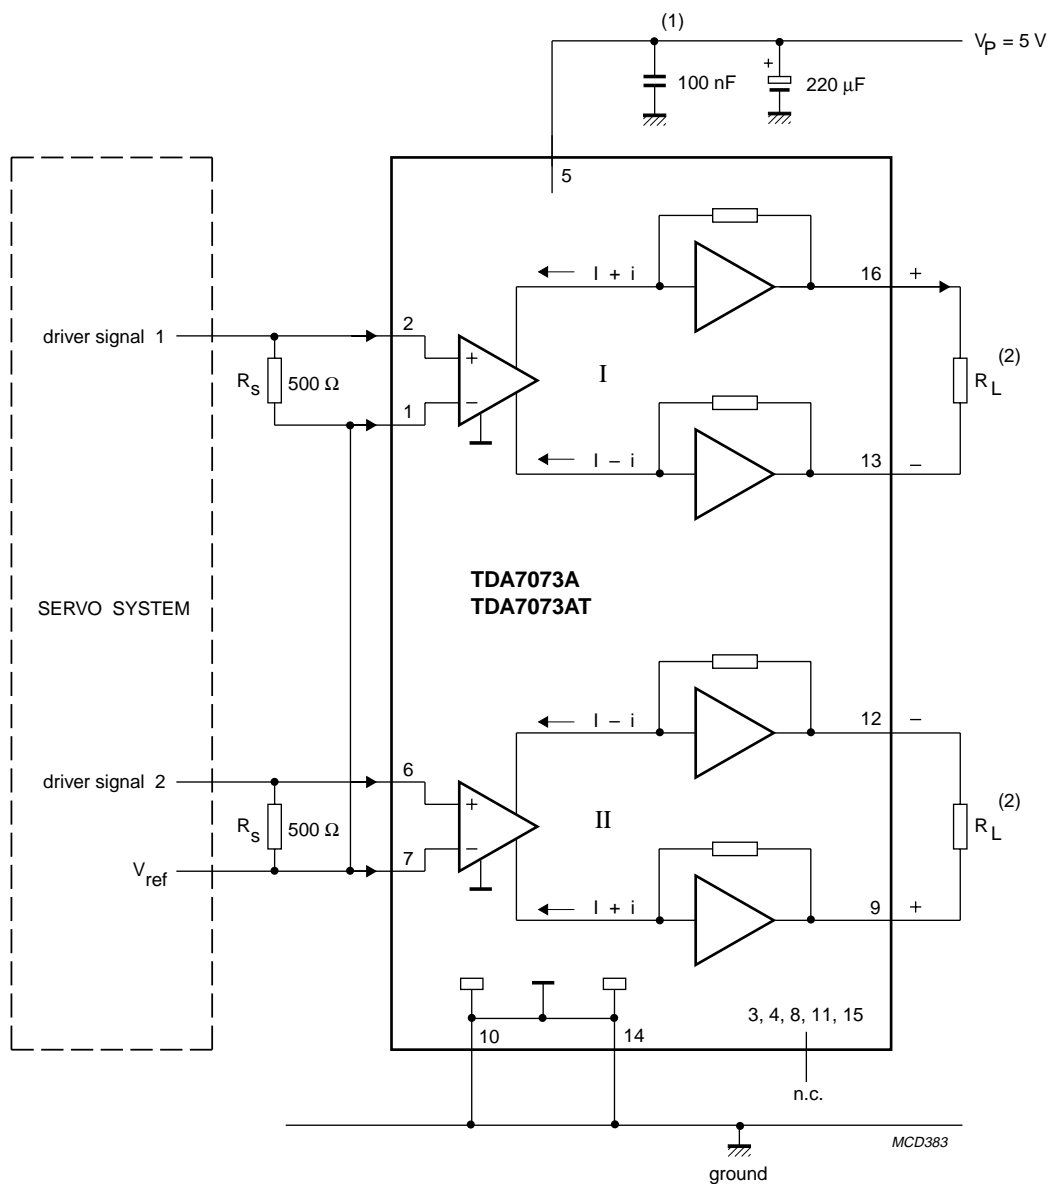 (1)
V_P = 5 V
100 nF
+
220 μF
5
I + i
16
+
driver signal 1
2
+
R_S 500 Ω
I
(2)
R_L
1
−
I − i
13
−
TDA7073A
TDA7073AT
SERVO SYSTEM
I − i
12
−
driver signal 2
6
+
R_S 500 Ω
II
(2)
R_L
V_ref
7
−
I + i
9
+
3, 4, 8, 11, 15
10
14
n.c.
MCD383
ground